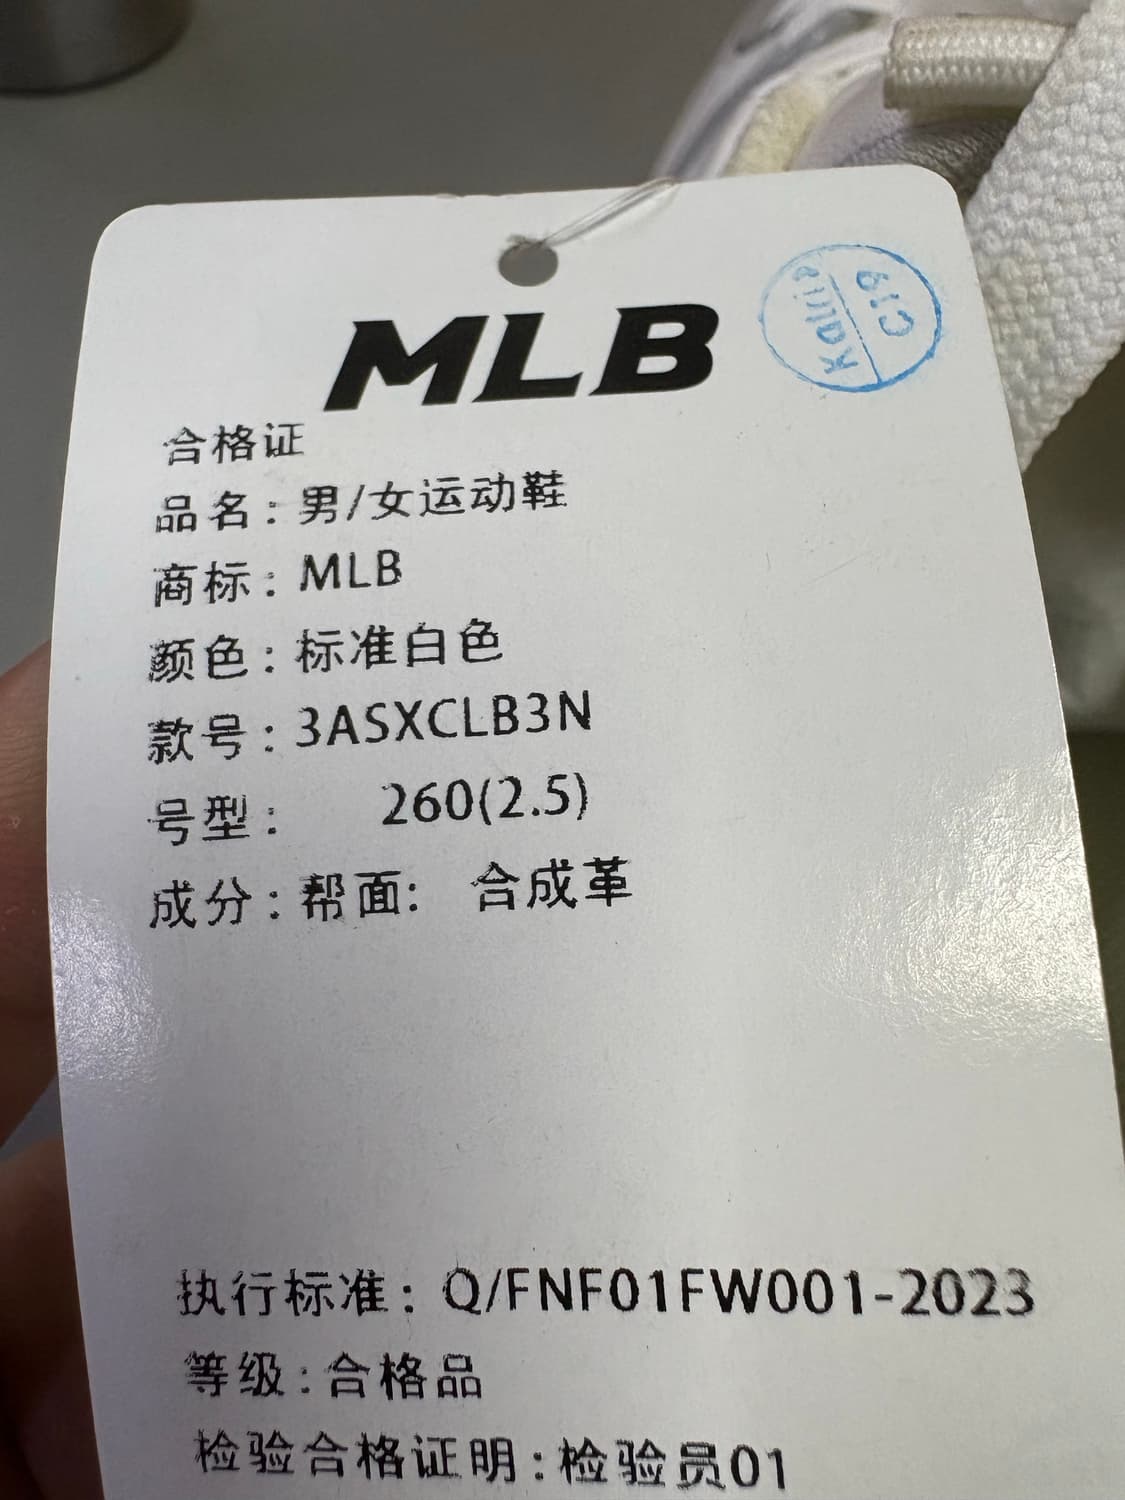 MLB
合格证
品名：男/女运动鞋
商标：MLB
颜色：标准白色
款号：3ASXCLB3N
号型： 260(2.5)
成分：帮面: 合成革
执行标准：Q/FNF01FW001-2023
等级：合格品
检验合格证明：检验员01